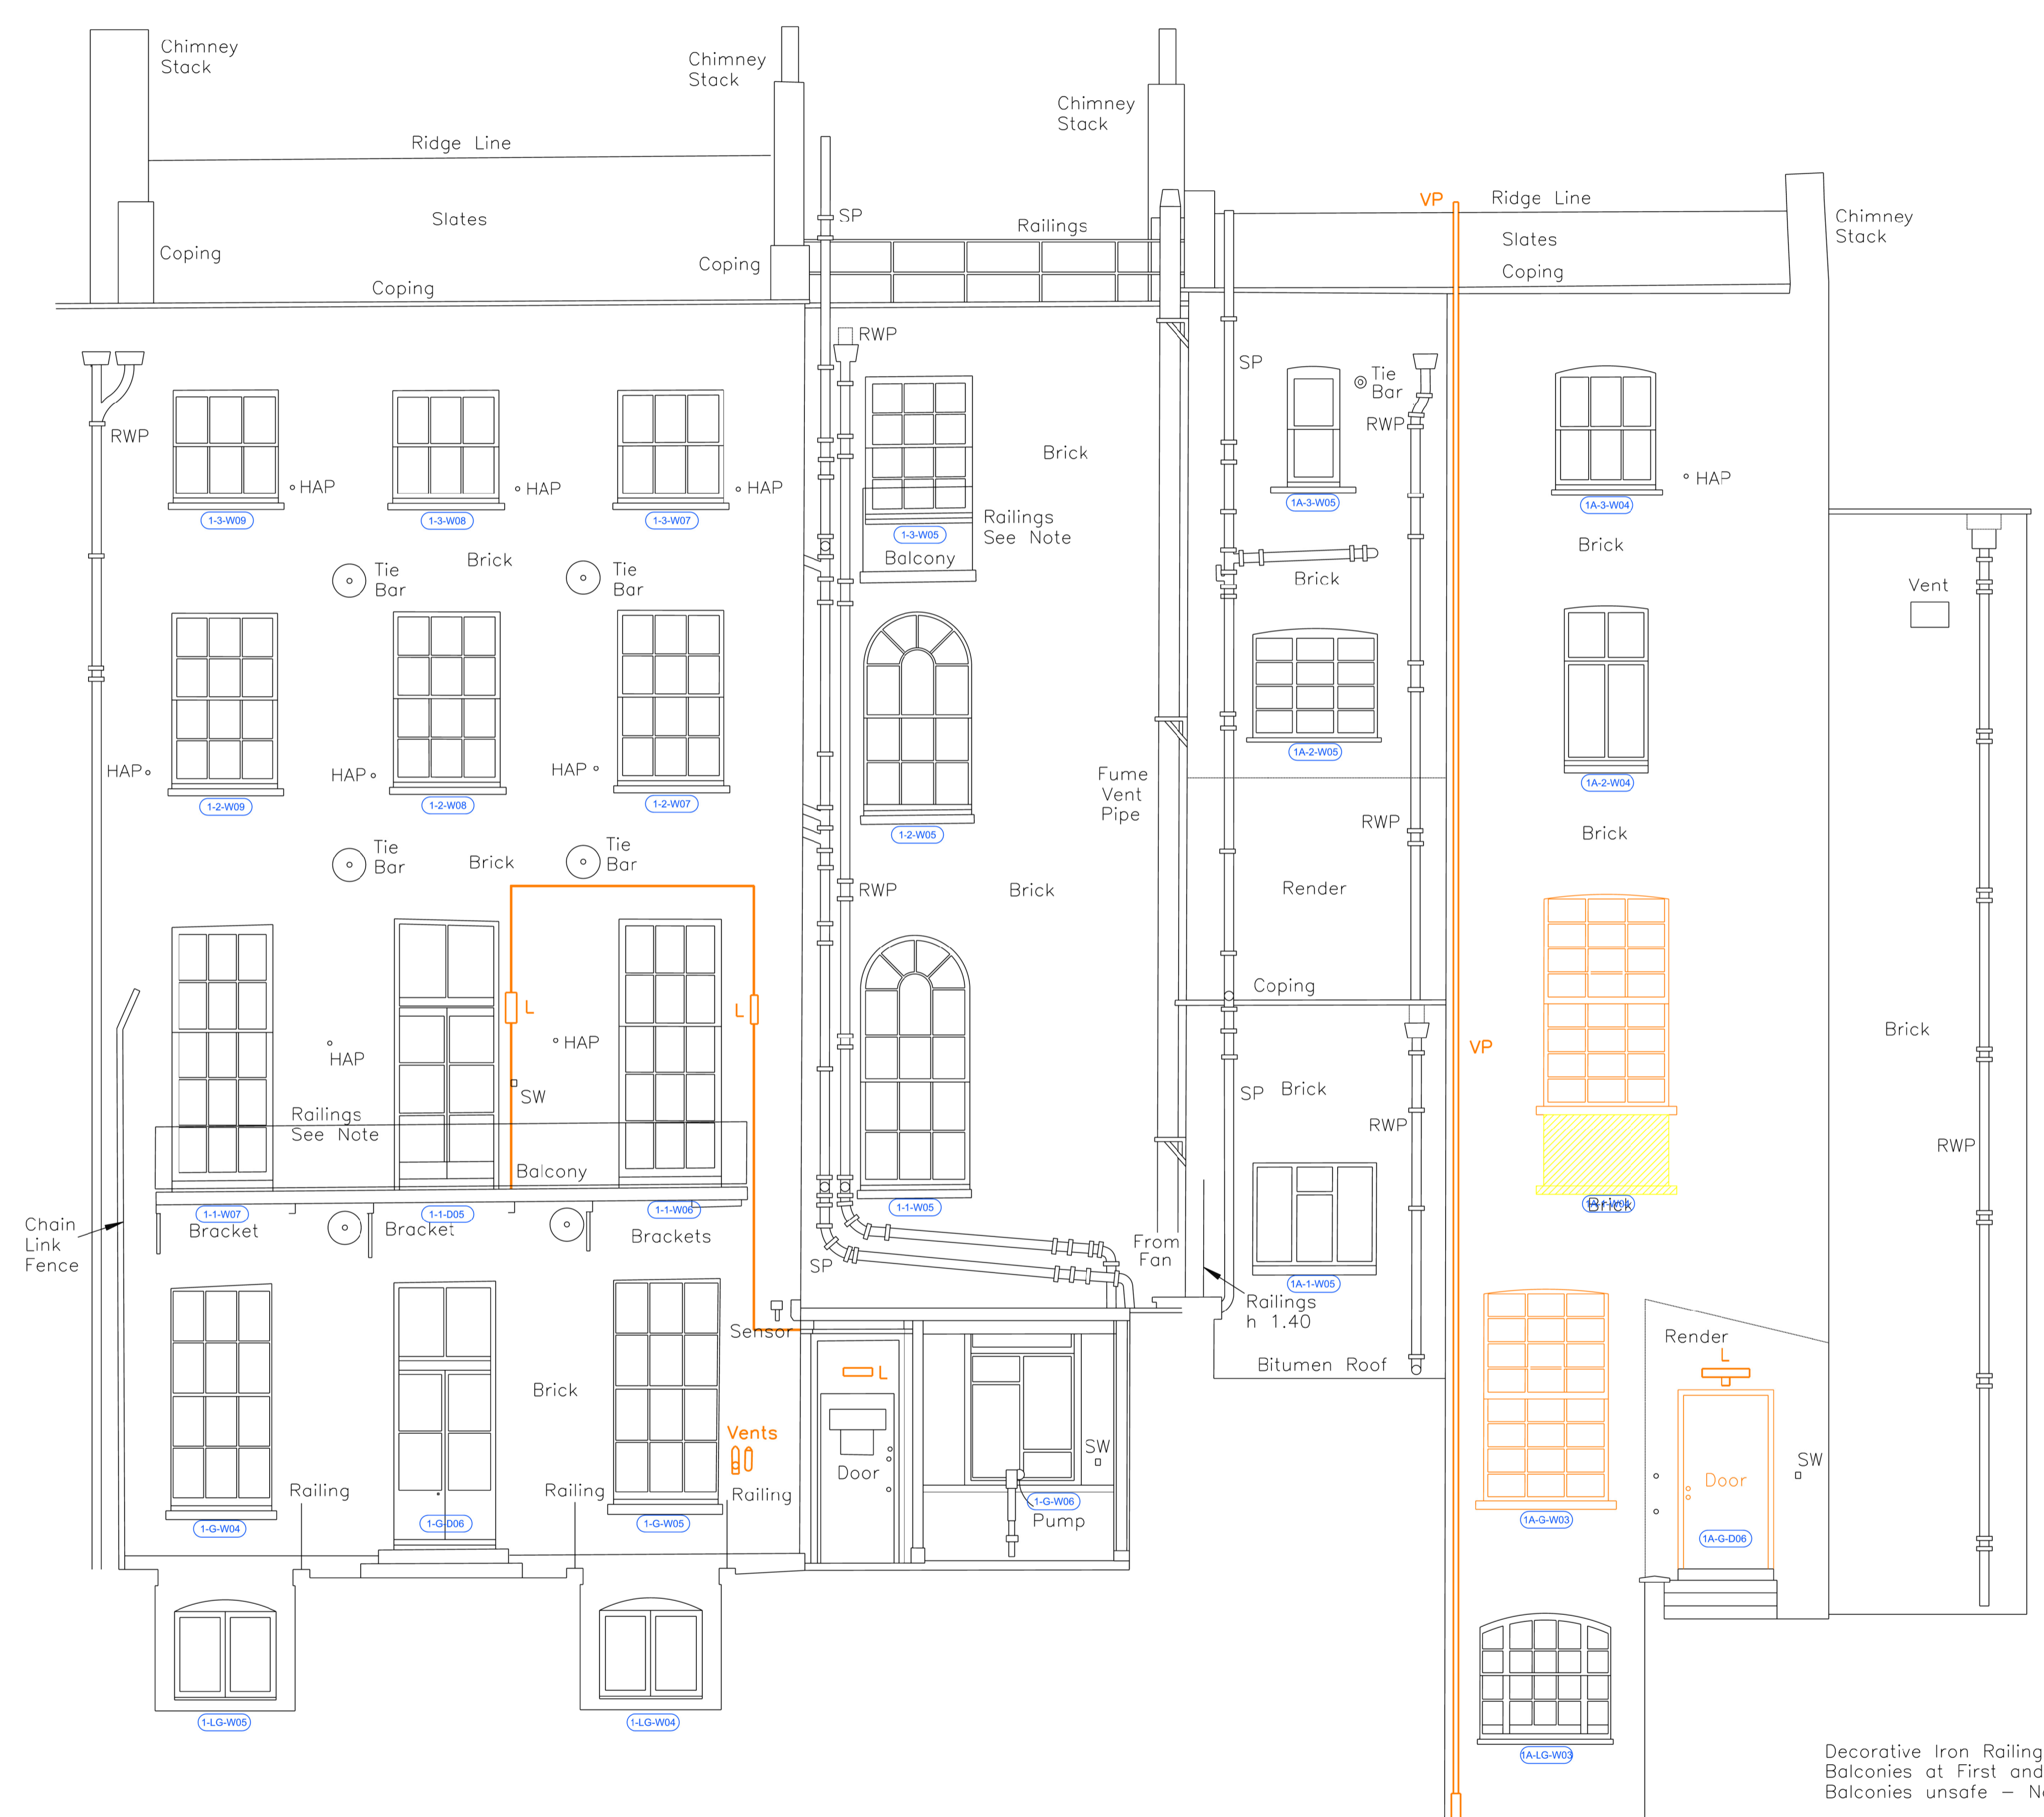 Chimney
Stack
Chimney
Stack
Chimney
Stack
Ridge Line
VP
Ridge Line
Chimney
Stack
Slates
SP
Railings
Slates
Coping
Coping
Coping
Coping
RWP
SP
Tie
Bar
RWP
RWP
Brick
HAP
HAP
HAP
HAP
1-3-W09
1-3-W08
1-3-W07
1-3-W05
1A-3-W05
1A-3-W04
Railings
See Note
Balcony
Brick
Brick
Brick
Tie
Bar
Tie
Bar
Vent
HAP
HAP
HAP
1-2-W09
1-2-W08
1-2-W07
1-2-W05
1A-2-W05
1A-2-W04
Fume
Vent
Pipe
RWP
Brick
Tie
Bar
Brick
Tie
Bar
RWP
Brick
Render
Coping
L
L
HAP
HAP
SW
VP
Brick
SP
Brick
RWP
RWP
Railings
See Note
Balcony
1-1-W07
1-1-D05
1-1-W06
1-1-W05
Brick
Bracket
Bracket
Brackets
Chain
Link
Fence
SP
From
Fan
1A-1-W05
Railings
h 1.40
Sensor
Bitumen Roof
Render
L
L
Brick
Vents
Door
SW
SW
Door
Railing
Railing
Railing
1-G-W04
1-G-D06
1-G-W05
1-G-W06
Pump
1A-G-W03
1A-G-D06
1-LG-W05
1-LG-W04
1A-LG-W03
Decorative Iron Railing
Balconies at First and
Balconies unsafe – N